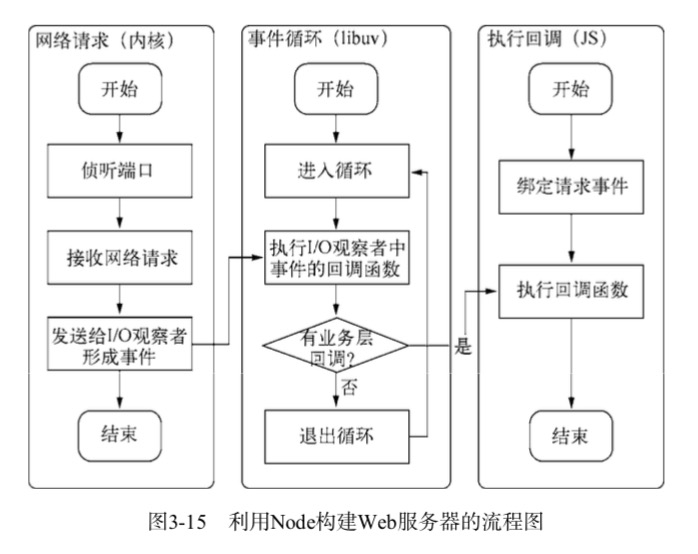 网络请求（内核）
开始
侦听端口
接收网络请求
发送给I/O观察者
形成事件
结束
事件循环（libuv）
开始
进入循环
执行I/O观察者中
事件的回调函数
有业务层
回调?
是
否
退出循环
执行回调（JS）
开始
绑定请求事件
执行回调函数
结束
图3-15 利用Node构建Web服务器的流程图